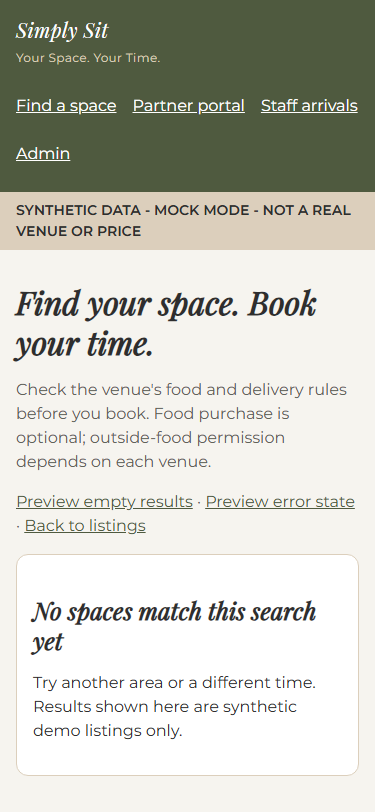 Simply Sit
Your Space. Your Time.
Find a space Partner portal Staff arrivals
Admin
SYNTHETIC DATA - MOCK MODE - NOT A REAL
VENUE OR PRICE
Find your space. Book
your time.
Check the venue's food and delivery rules
before you book. Food purchase is
optional; outside-food permission
depends on each venue.
Preview empty results · Preview error state
· Back to listings
No spaces match this search
yet
Try another area or a different time.
Results shown here are synthetic
demo listings only.